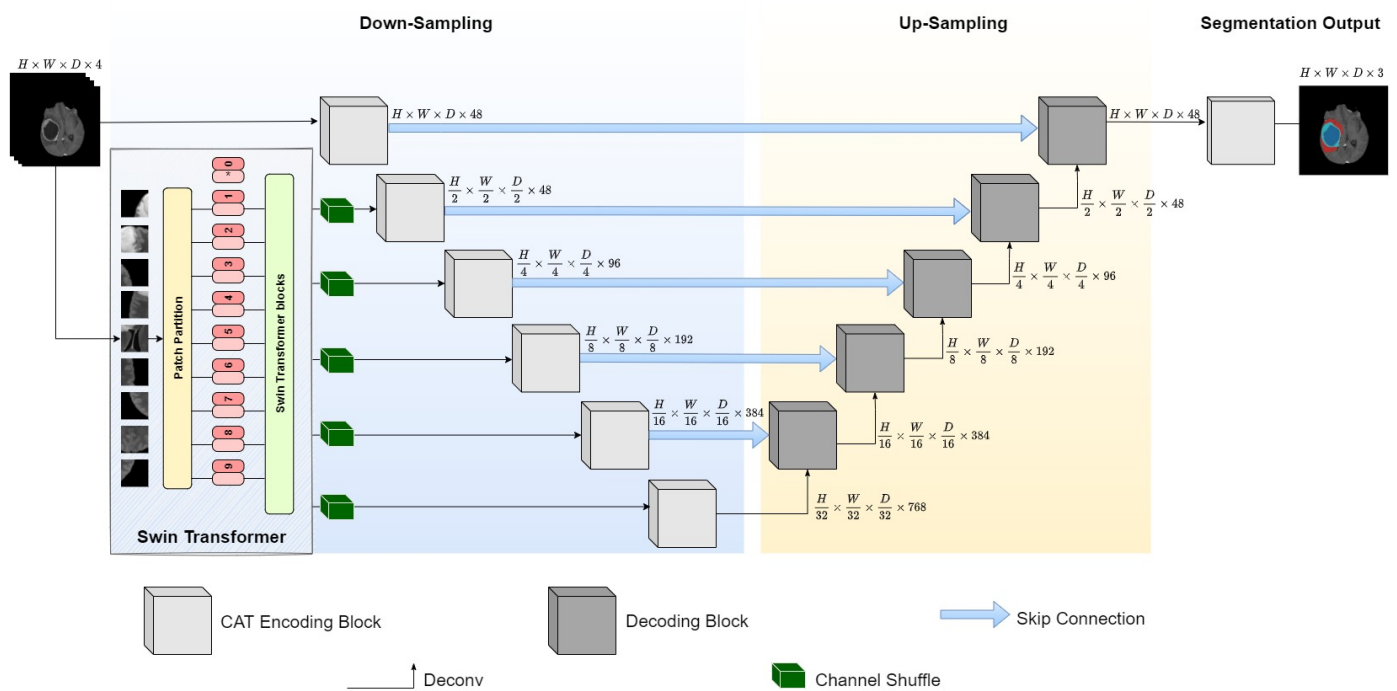 Down-Sampling
Up-Sampling
Segmentation Output
H × W × D × 4
H × W × D × 3
H × W × D × 48
H × W × D × 48
0
*
1
2
3
4
5
6
7
8
9
Patch Partition
Swin Transformer blocks
Swin Transformer
H/2 × W/2 × D/2 × 48
H/2 × W/2 × D/2 × 48
H/4 × W/4 × D/4 × 96
H/4 × W/4 × D/4 × 96
H/8 × W/8 × D/8 × 192
H/8 × W/8 × D/8 × 192
H/16 × W/16 × D/16 × 384
H/16 × W/16 × D/16 × 384
H/32 × W/32 × D/32 × 768
CAT Encoding Block
Decoding Block
Skip Connection
Deconv
Channel Shuffle